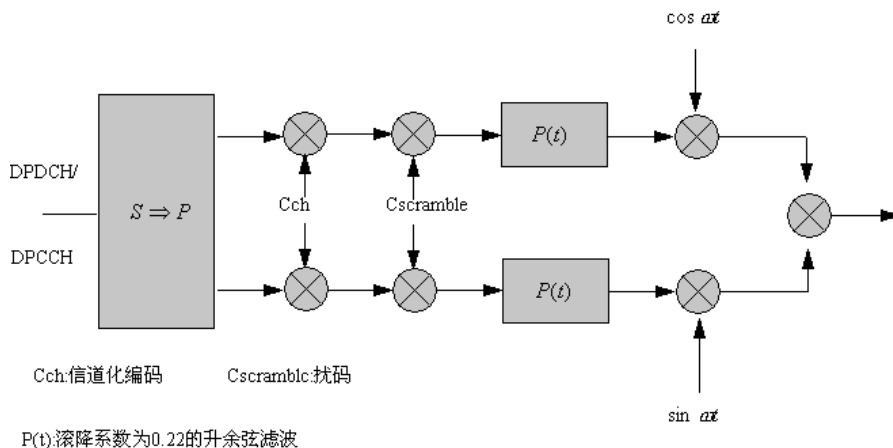 cos ωt
DPDCH/
S ⇒ P
DPCCH
P(t)
Cch
Cscramble
P(t)
sin ωt
Cch:信道化编码
Cscramblc:扰码
P(t):滚降系数为0.22的升余弦滤波